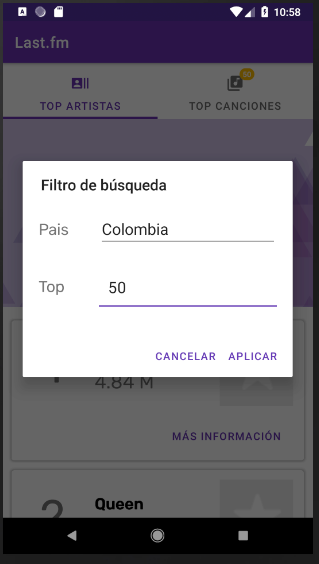 10:58
Last.fm
TOP ARTISTAS
50
TOP CANCIONES
Filtro de búsqueda
Pais
Colombia
Top
50
CANCELAR APLICAR
4.84 M
MÁS INFORMACIÓN
2
Queen